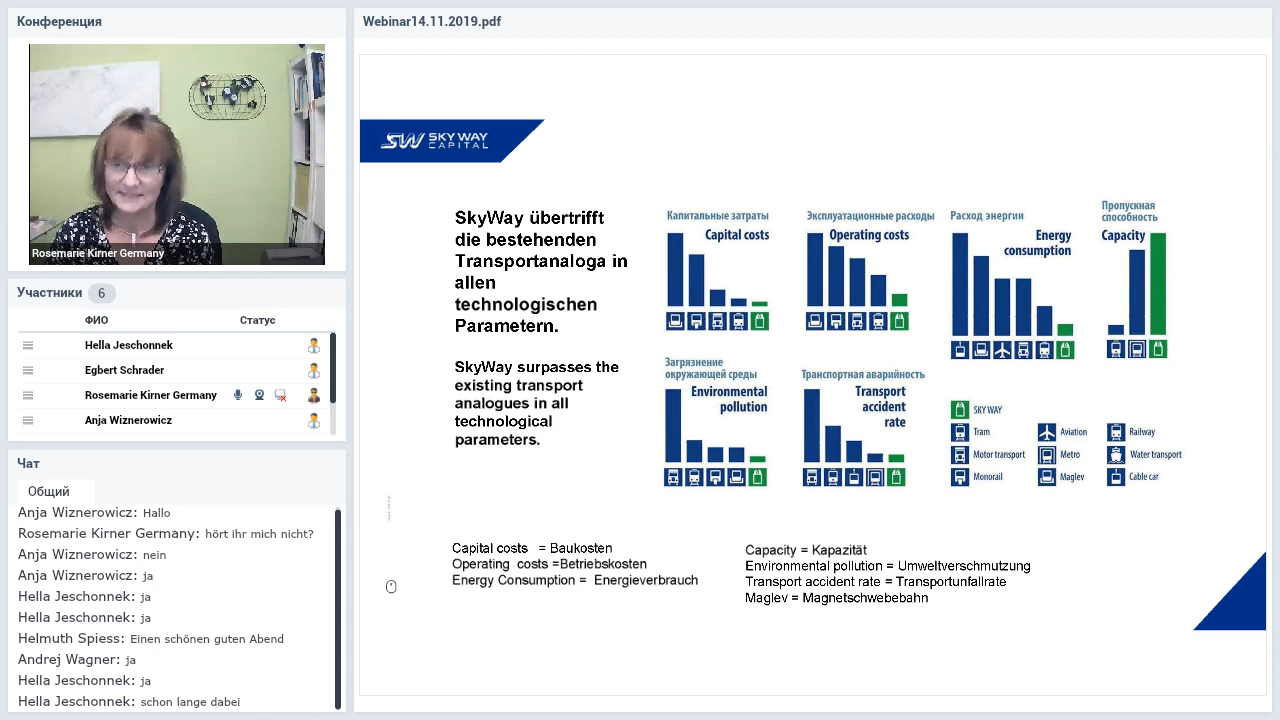 Конференция
Rosemarie Kirner Germany
Участники 6
ФИО Статус
Hella Jeschonnek
Egbert Schrader
Rosemarie Kirner Germany
Anja Wiznerowicz
Чат
Общий
Anja Wiznerowicz: Hallo
Rosemarie Kirner Germany: hört ihr mich nicht?
Anja Wiznerowicz: nein
Anja Wiznerowicz: ja
Hella Jeschonnek: ja
Hella Jeschonnek: ja
Helmuth Spiess: Einen schönen guten Abend
Andrej Wagner: ja
Hella Jeschonnek: ja
Hella Jeschonnek: schon lange dabei
Webinar14.11.2019.pdf
SW SKY WAY
CAPITAL
SkyWay übertrifft
die bestehenden
Transportanaloga in
allen
technologischen
Parametern.
SkyWay surpasses the
existing transport
analogues in all
technological
parameters.
Капитальные затраты
Capital costs
Эксплуатационные расходы
Operating costs
Расход энергии
Energy
consumption
Пропускная
способность
Capacity
Загрязнение
окружающей среды
Environmental
pollution
Транспортная аварийность
Transport
accident
rate
SKY WAY
Tram Aviation Railway
Motor transport Metro Water transport
Monorail Maglev Cable car
Capital costs = Baukosten
Operating costs =Betriebskosten
Energy Consumption = Energieverbrauch
Capacity = Kapazität
Environmental pollution = Umweltverschmutzung
Transport accident rate = Transportunfallrate
Maglev = Magnetschwebebahn